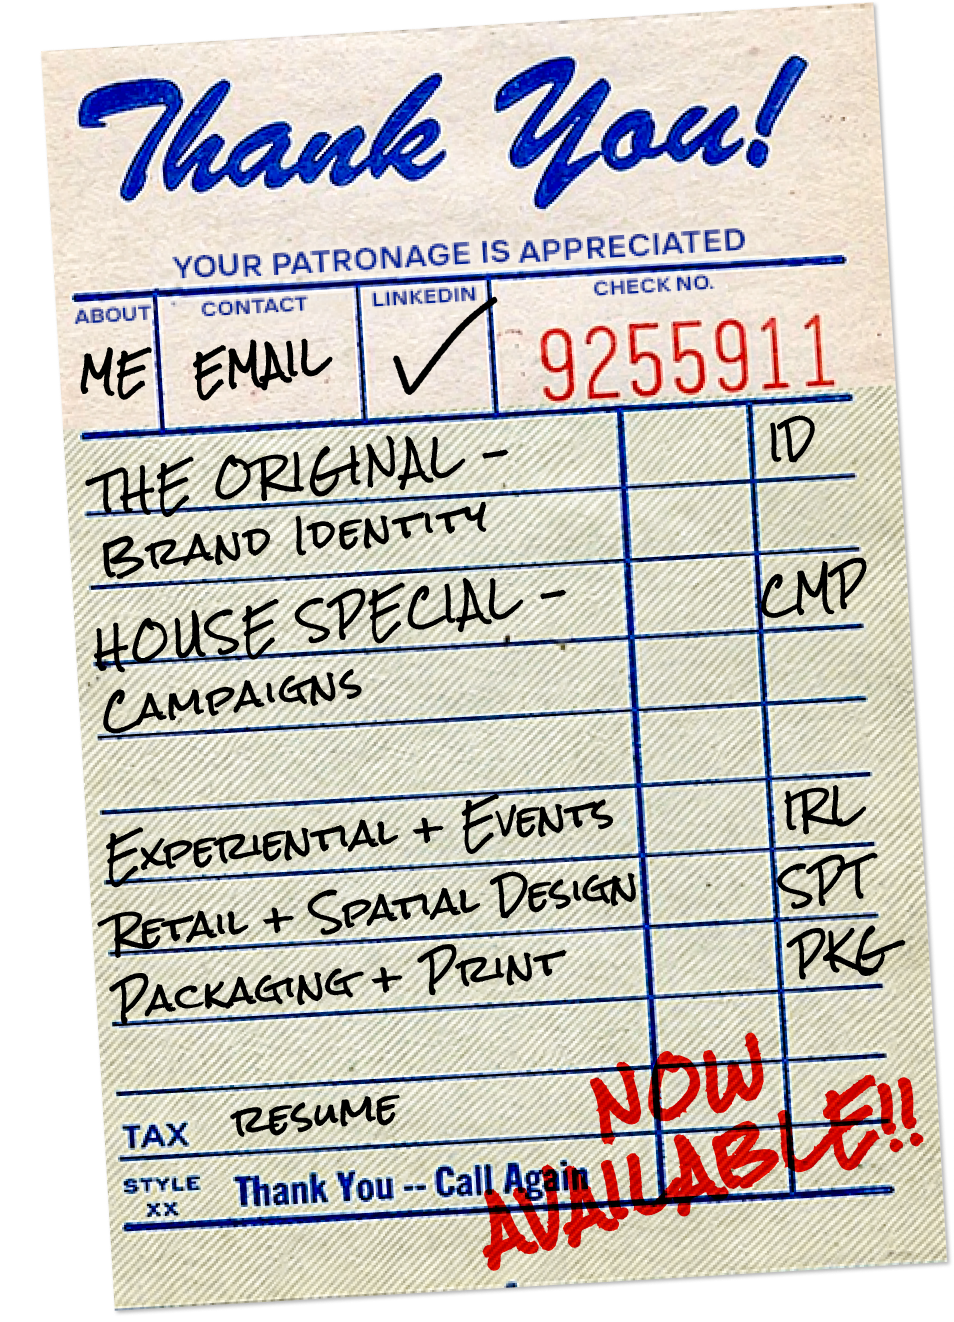 Thank You!
YOUR PATRONAGE IS APPRECIATED
ABOUT CONTACT LINKEDIN CHECK NO.
ME EMAIL ✓ 9255911
THE ORIGINAL - ID
BRAND IDENTITY
HOUSE SPECIAL - CMP
CAMPAIGNS
EXPERIENTIAL + EVENTS IRL
RETAIL + SPATIAL DESIGN SPT
PACKAGING + PRINT PKG
TAX RESUME
STYLE XX
Thank You -- Call Again
NOW
AVAILABLE!!